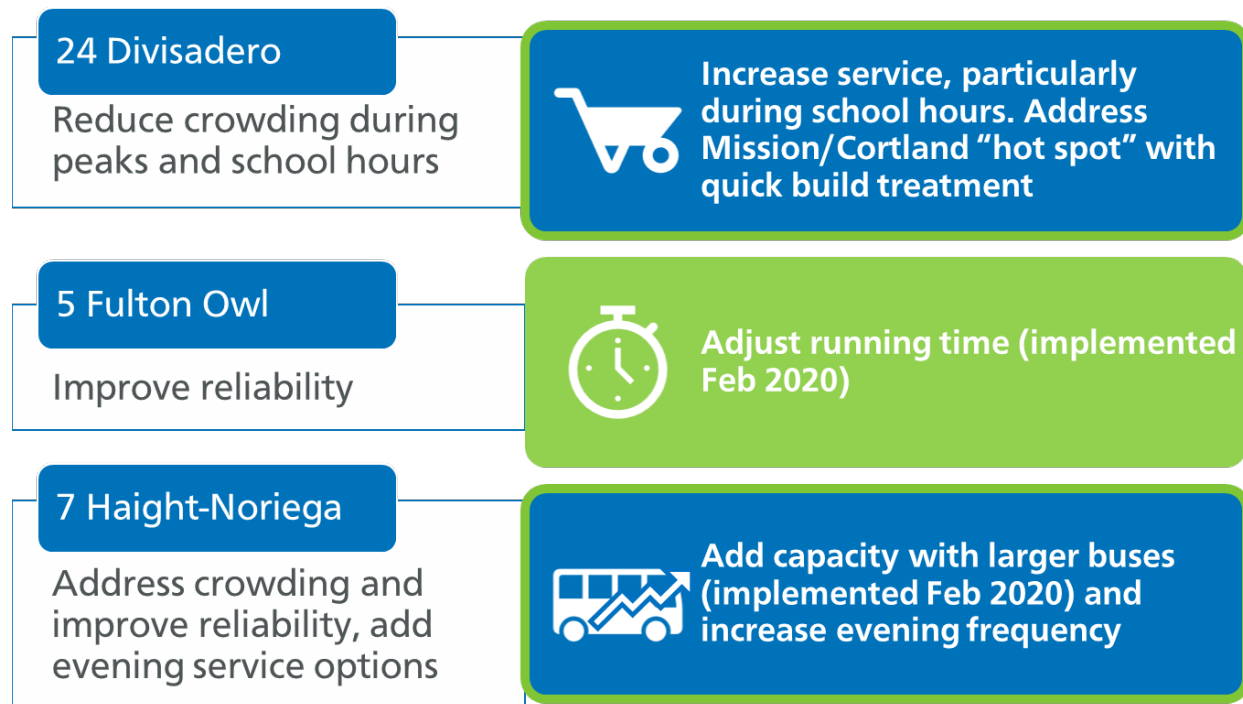 24 Divisadero
Reduce crowding during
peaks and school hours
Increase service, particularly
during school hours. Address
Mission/Cortland “hot spot” with
quick build treatment
5 Fulton Owl
Improve reliability
Adjust running time (implemented
Feb 2020)
7 Haight-Noriega
Address crowding and
improve reliability, add
evening service options
Add capacity with larger buses
(implemented Feb 2020) and
increase evening frequency